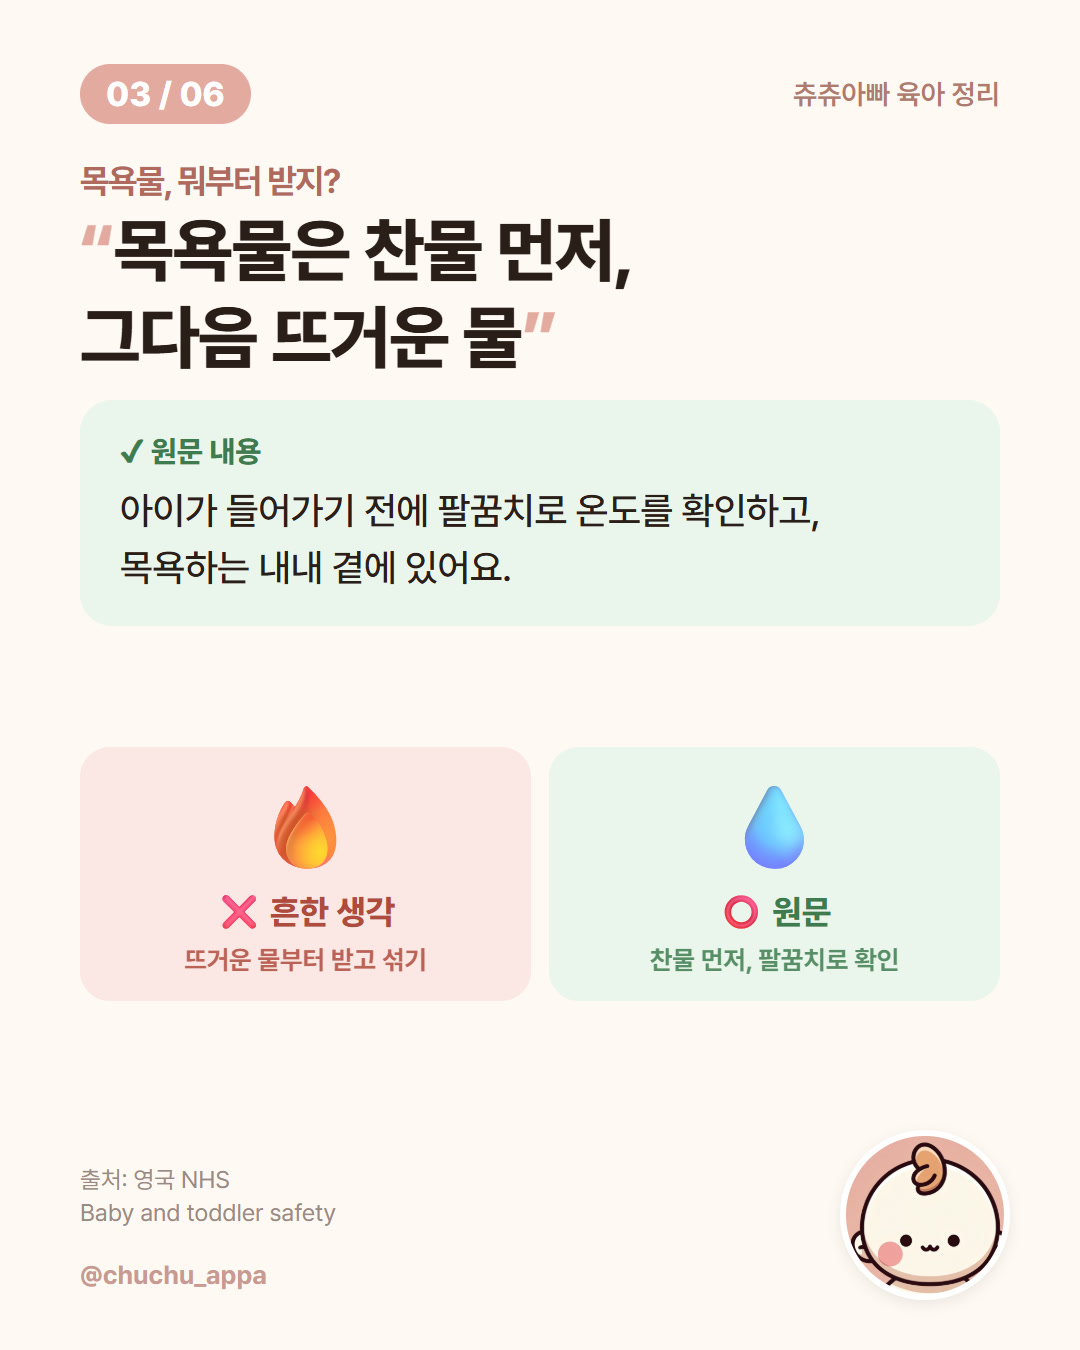 03 / 06
츄츄아빠 육아 정리
목욕물, 뭐부터 받지?
“목욕물은 찬물 먼저,
그다음 뜨거운 물”
✔ 원문 내용
아이가 들어가기 전에 팔꿈치로 온도를 확인하고,
목욕하는 내내 곁에 있어요.
❌ 흔한 생각
뜨거운 물부터 받고 섞기
⭕ 원문
찬물 먼저, 팔꿈치로 확인
출처: 영국 NHS
Baby and toddler safety
@chuchu_appa